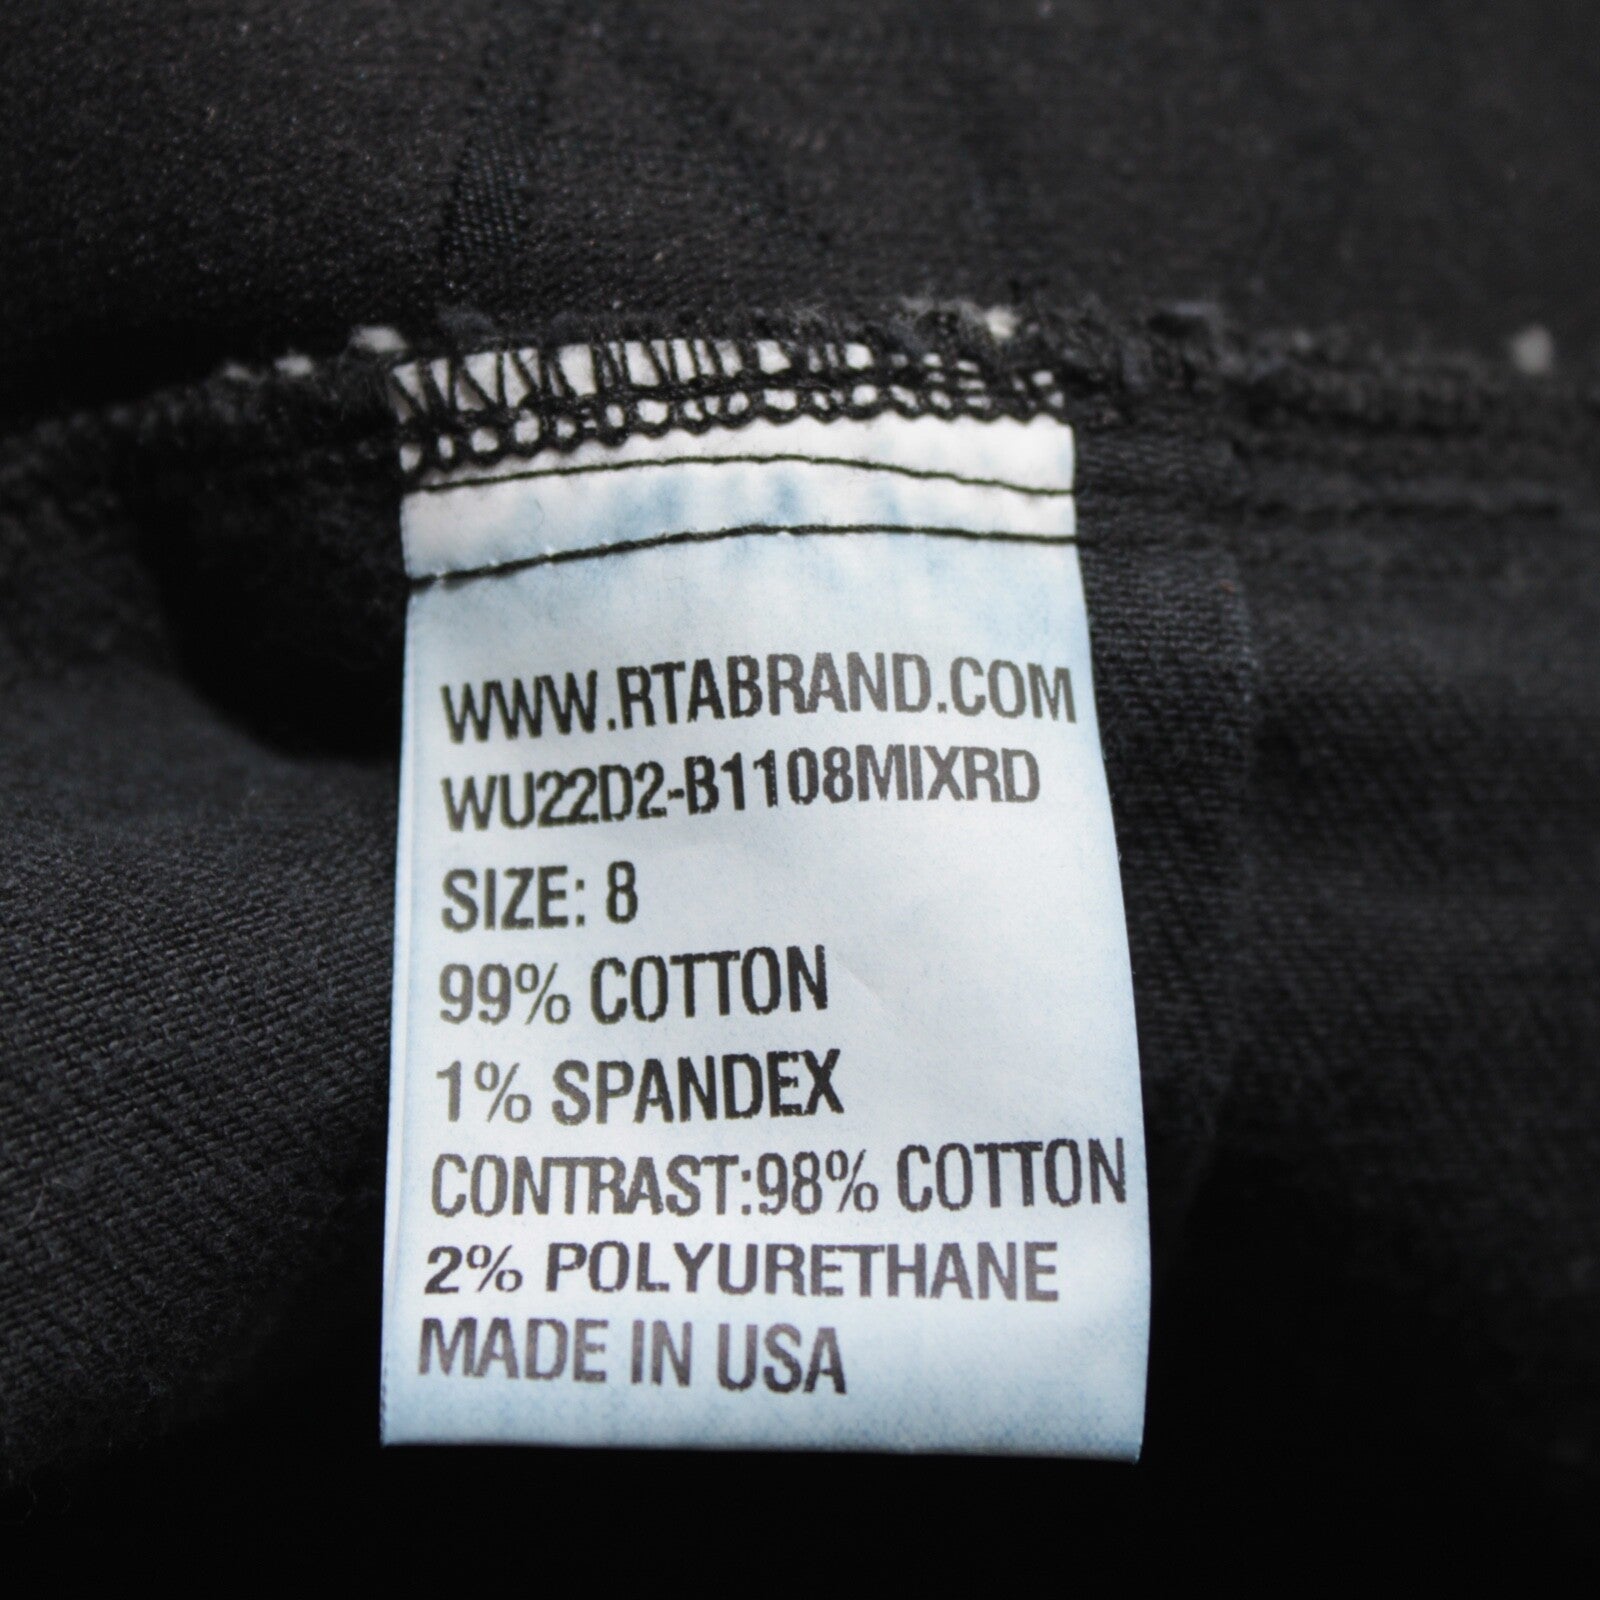 WWW.RTABRAND.COM
WU22D2-B1108MIXRD
SIZE: 8
99% COTTON
1% SPANDEX
CONTRAST:98% COTTON
2% POLYURETHANE
MADE IN USA